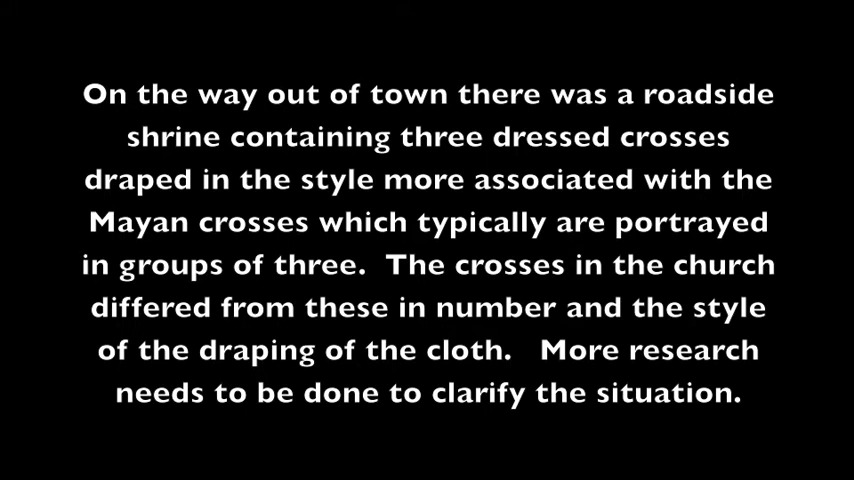 On the way out of town there was a roadside
shrine containing three dressed crosses
draped in the style more associated with the
Mayan crosses which typically are portrayed
in groups of three.  The crosses in the church
differed from these in number and the style
of the draping of the cloth.   More research
needs to be done to clarify the situation.